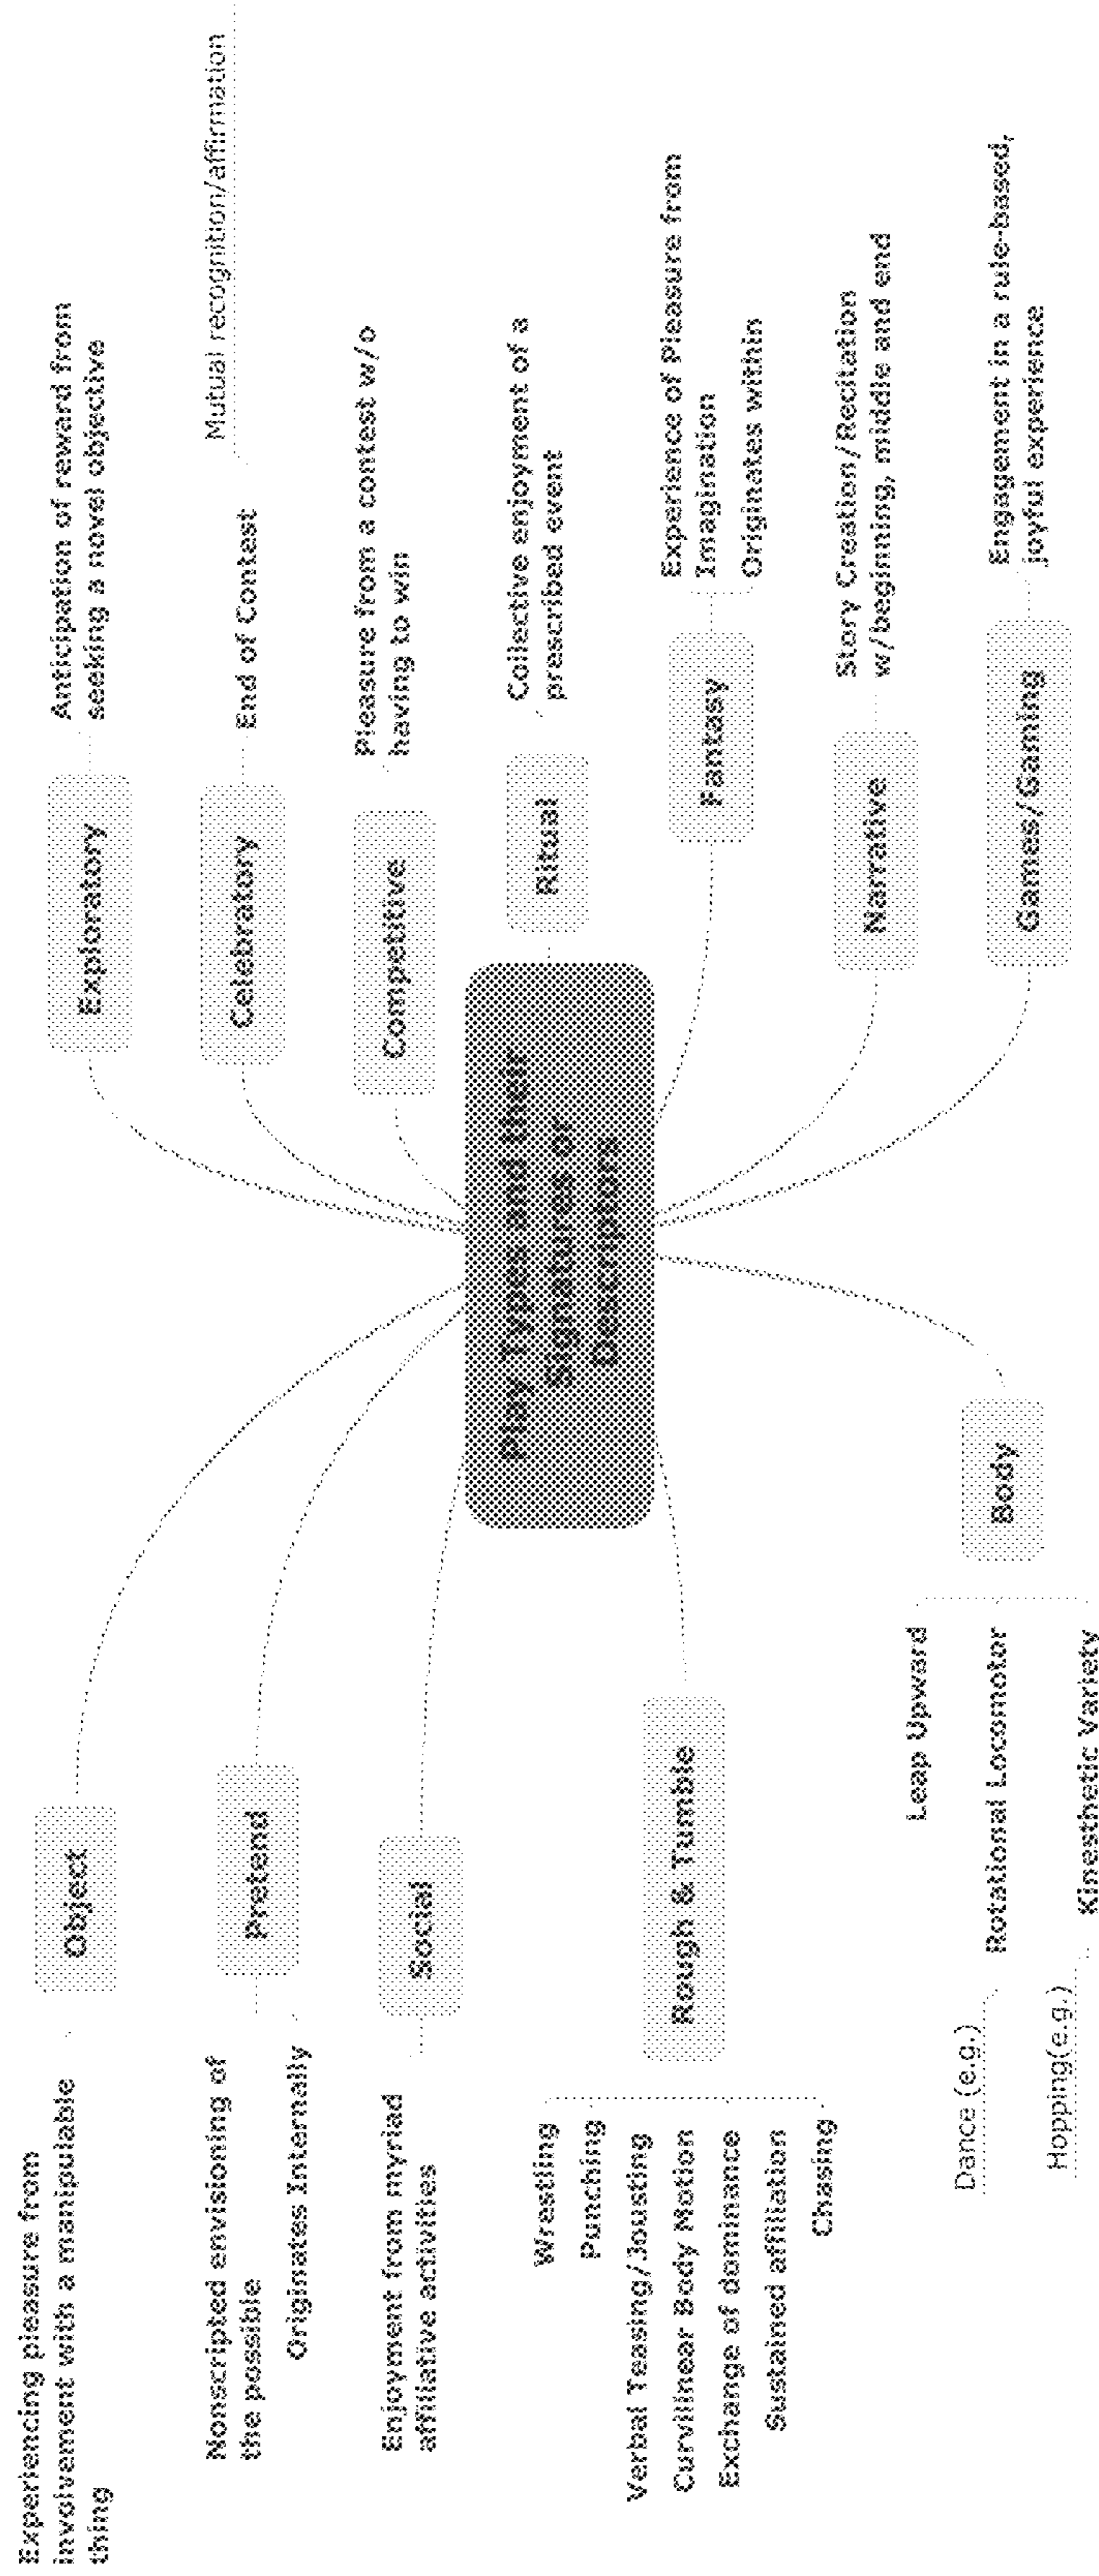 Play Types and their
Signatures or
Descriptors
Object
Experiencing pleasure from
involvement with a manipulable
thing
Pretend
Nonscripted envisioning of
the possible
Originates Internally
Social
Enjoyment from myriad
affiliative activities
Rough & Tumble
Wrestling
Punching
Verbal Teasing/Jousting
Curvilinear Body Motion
Exchange of dominance
Sustained affiliation
Chasing
Body
Leap Upward
Rotational Locomotor
Dance (e.g.)
Kinesthetic Variety
Hopping(e.g.)
Exploratory
Anticipation of reward from
seeking a novel objective
Celebratory
End of Contest
Mutual recognition/affirmation
Competitive
Pleasure from a contest w/o
having to win
Ritual
Collective enjoyment of a
prescribed event
Fantasy
Experience of Pleasure from
Imagination
Originates within
Narrative
Story Creation/Recitation
w/beginning, middle and end
Games/Gaming
Engagement in a rule-based,
joyful experience